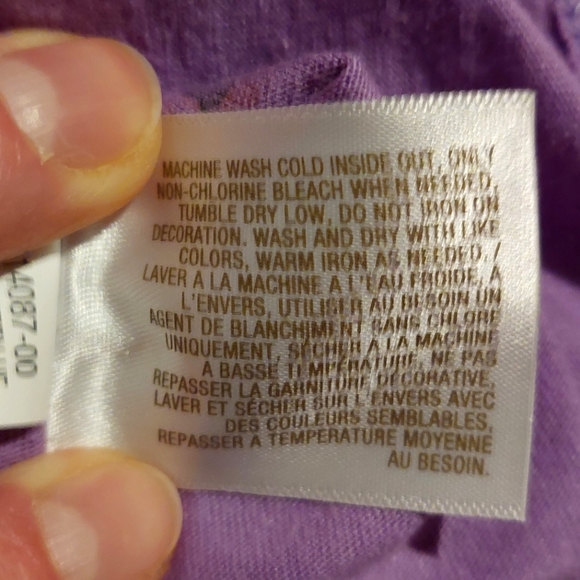 MACHINE WASH COLD INSIDE OUT, ONLY
NON-CHLORINE BLEACH WHEN NEEDED,
TUMBLE DRY LOW, DO NOT IRON ON
DECORATION. WASH AND DRY WITH LIKE
COLORS, WARM IRON AS NEEDED /
LAVER A LA MACHINE A L'EAU FROIDE, A
L'ENVERS, UTILISER AU BESOIN UN
AGENT DE BLANCHIMENT SANS CHLORE
UNIQUEMENT, SÉCHER A LA MACHINE
A BASSE TEMPÉRATURE, NE PAS
REPASSER LA GARNITURE DÉCORATIVE,
LAVER ET SÉCHER SUR L'ENVERS AVEC
DES COULEURS SEMBLABLES,
REPASSER A TEMPÉRATURE MOYENNE
AU BESOIN.
4087-00